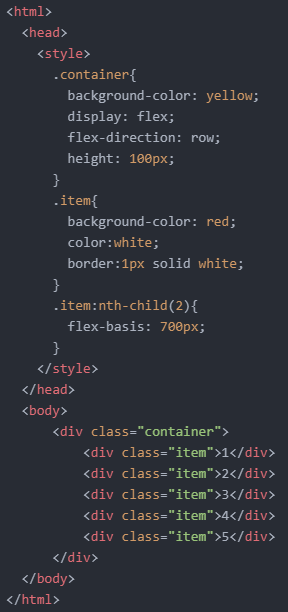 <html>
  <head>
    <style>
      .container{
        background-color: yellow;
        display: flex;
        flex-direction: row;
        height: 100px;
      }
      .item{
        background-color: red;
        color:white;
        border:1px solid white;
      }
      .item:nth-child(2){
        flex-basis: 700px;
      }
    </style>
  </head>
  <body>
      <div class="container">
          <div class="item">1</div>
          <div class="item">2</div>
          <div class="item">3</div>
          <div class="item">4</div>
          <div class="item">5</div>
      </div>
  </body>
</html>